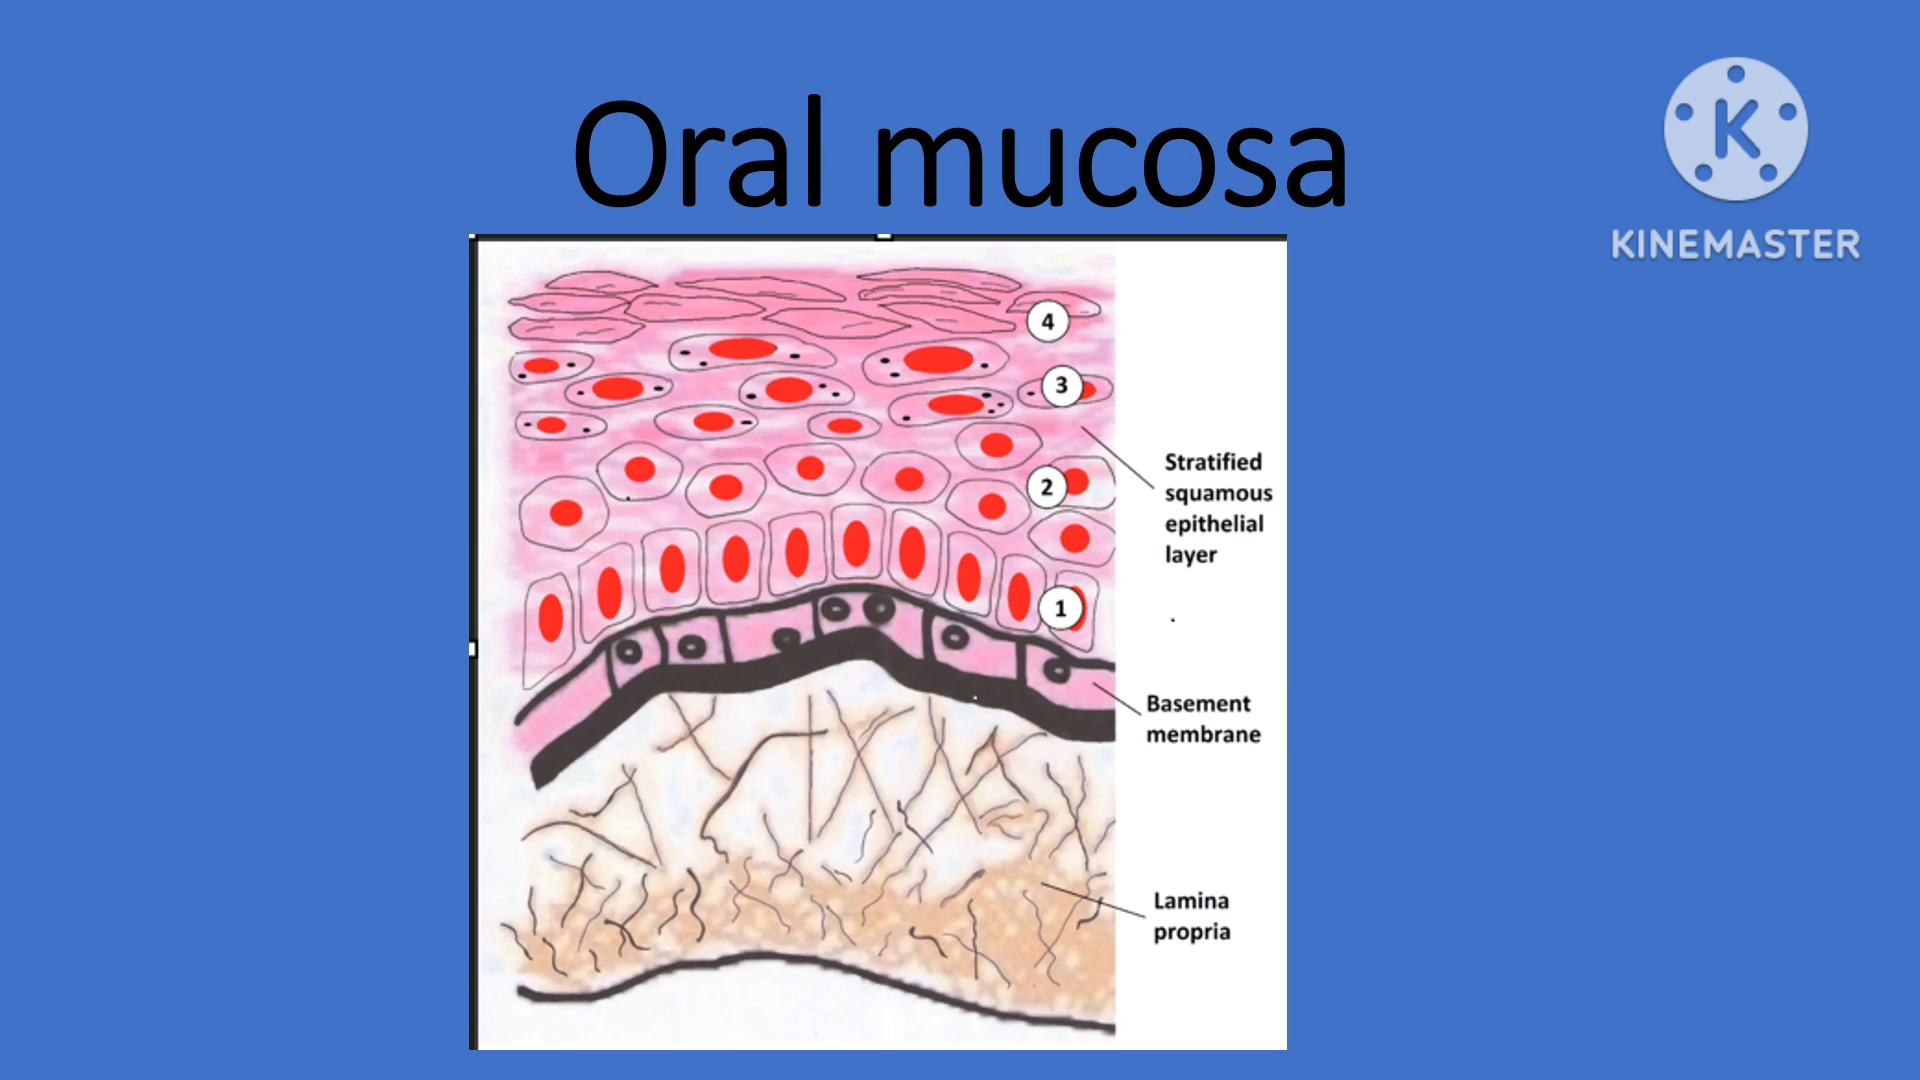 Oral mucosa
K
KINEMASTER
4
3
2
Stratified
squamous
epithelial
layer
1
Basement
membrane
Lamina
propria